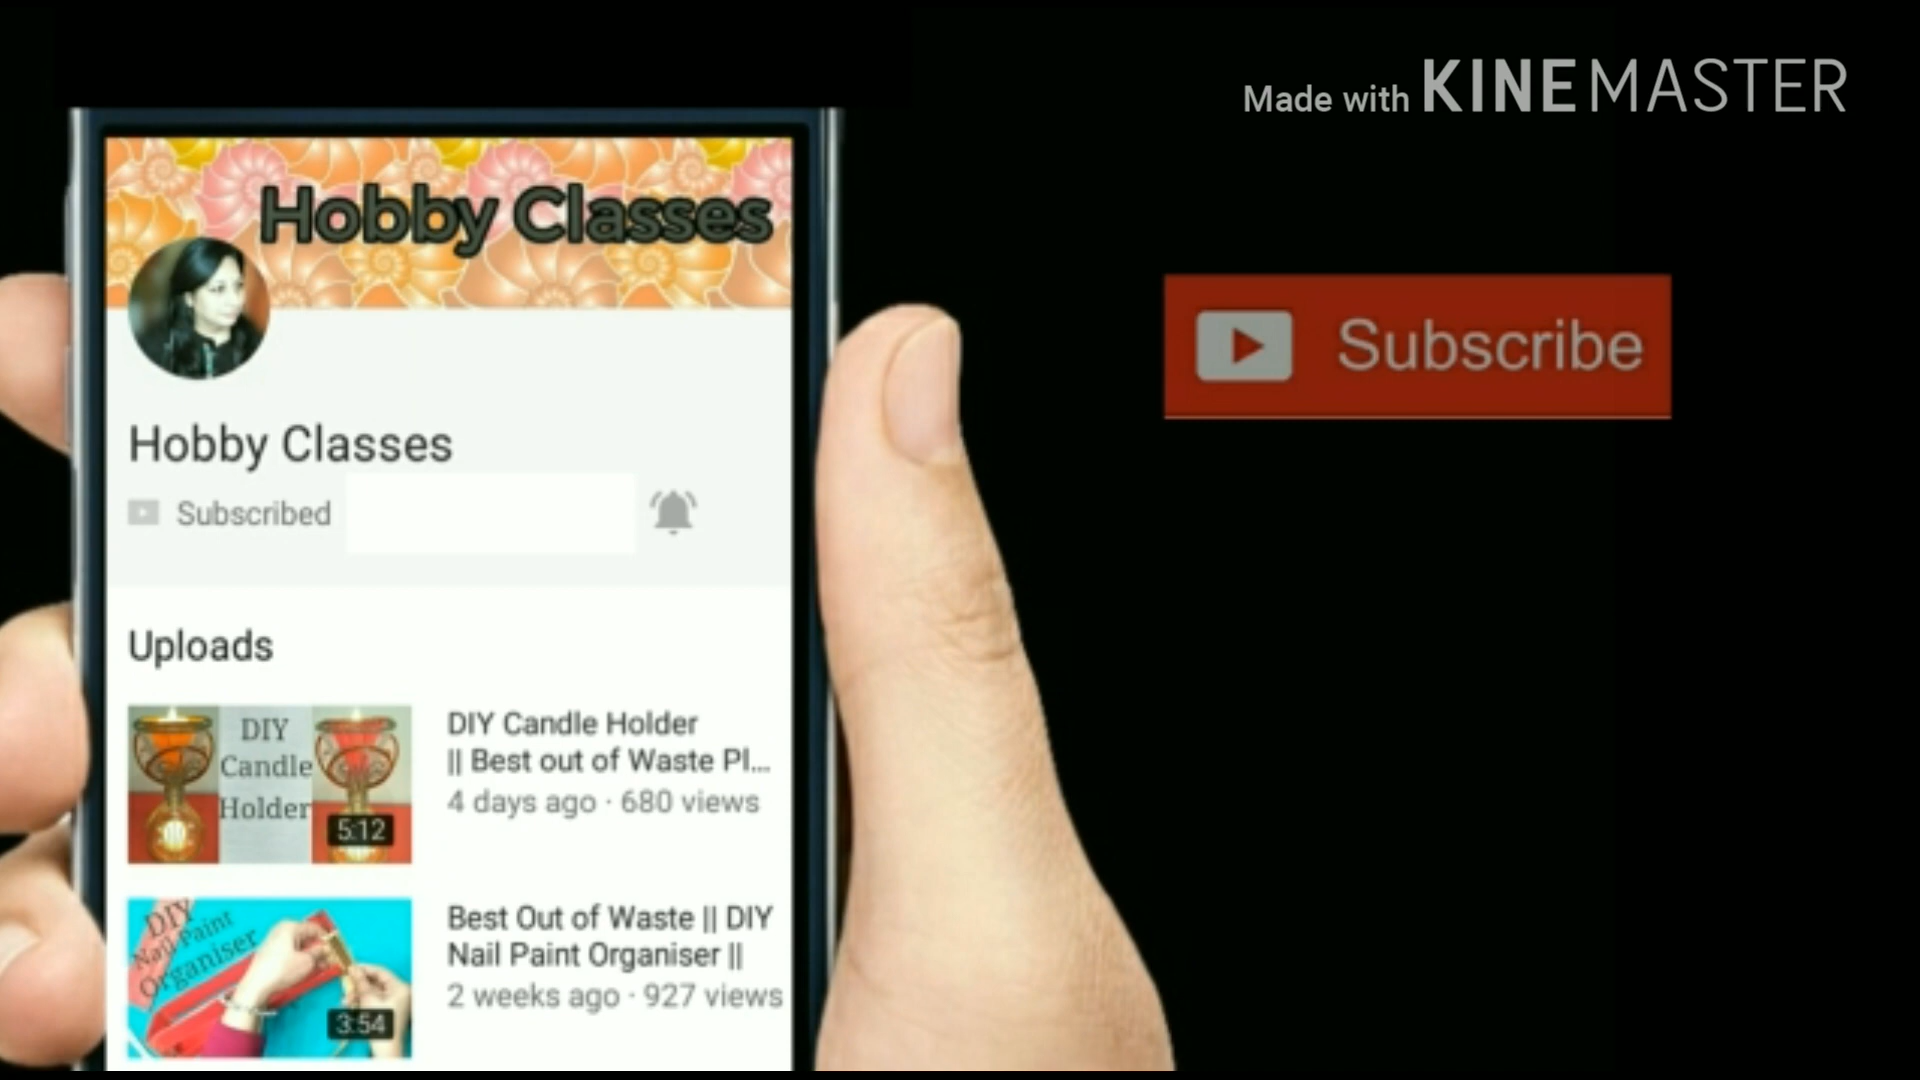 Made with KINEMASTER
Hobby Classes
Subscribe
Hobby Classes
Subscribed
Uploads
DIY
Candle
Holder
5:12
DIY Candle Holder
|| Best out of Waste Pl...
4 days ago · 680 views
DIY
Nail Paint
Organiser
3:54
Best Out of Waste || DIY
Nail Paint Organiser ||
2 weeks ago · 927 views